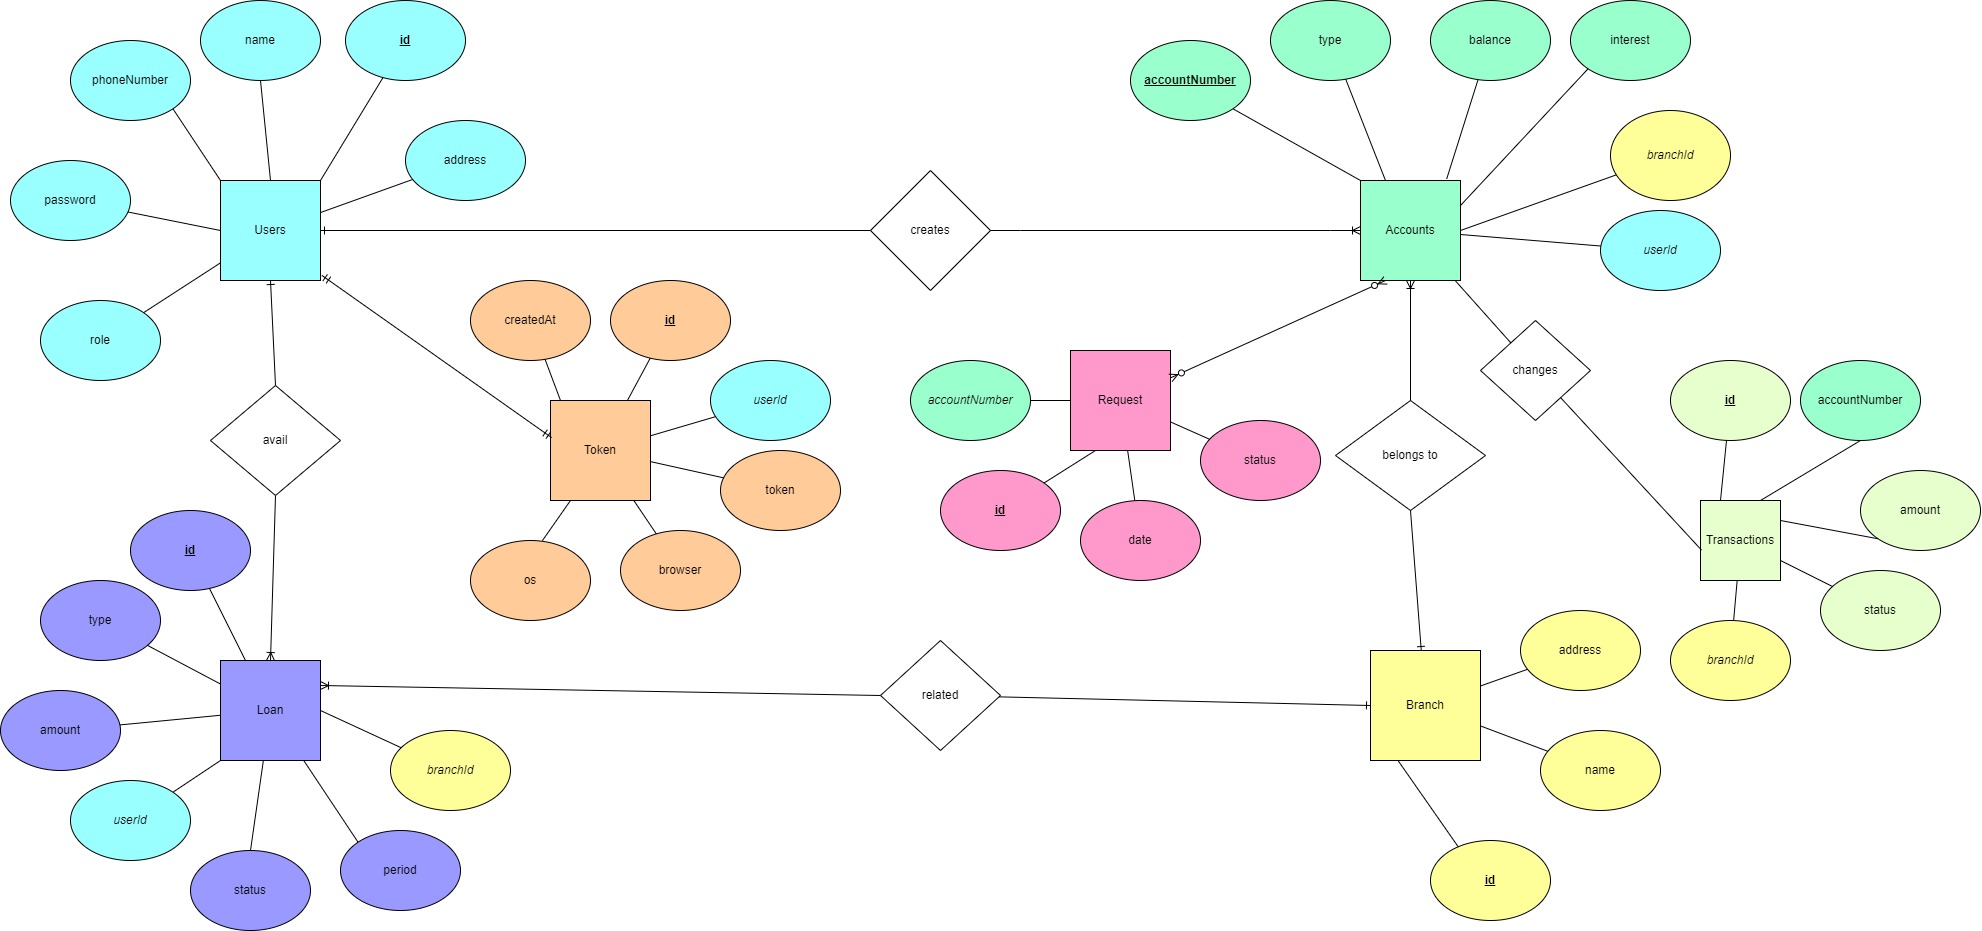 name
id
type
balance
interest
phoneNumber
accountNumber
branchId
address
password
Users
creates
Accounts
userId
role
createdAt
id
changes
accountNumber
Request
id
accountNumber
userId
avail
Token
status
belongs to
token
id
date
amount
Transactions
id
os
browser
type
status
address
branchId
related
Loan
Branch
amount
branchId
name
userId
period
status
id